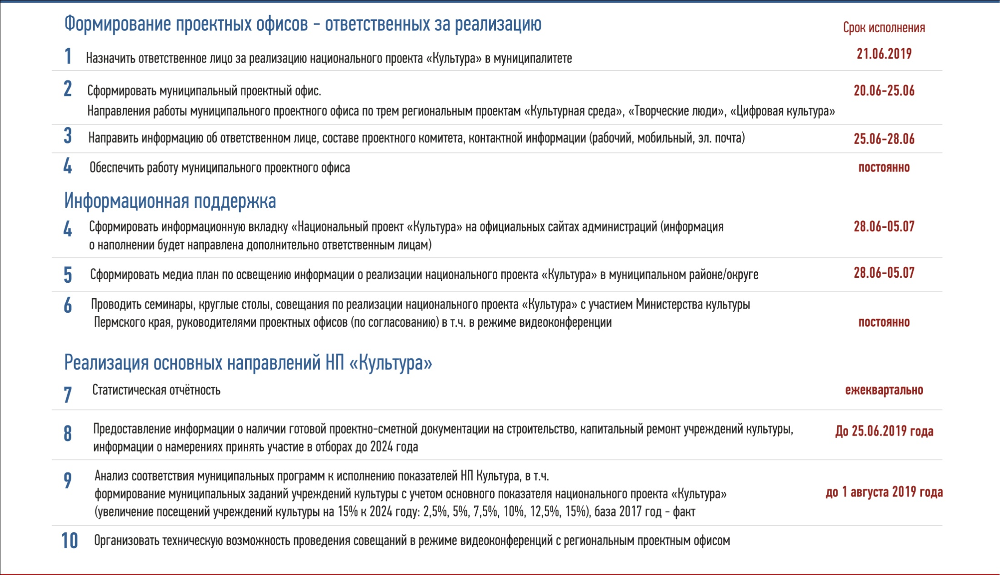 Формирование проектных офисов - ответственных за реализацию
Срок исполнения
1 Назначить ответственное лицо за реализацию национального проекта «Культура» в муниципалитете 21.06.2019
2 Сформировать муниципальный проектный офис. 20.06-25.06
Направления работы муниципального проектного офиса по трем региональным проектам «Культурная среда», «Творческие люди», «Цифровая культура»
3 Направить информацию об ответственном лице, составе проектного комитета, контактной информации (рабочий, мобильный, эл. почта) 25.06-28.06
4 Обеспечить работу муниципального проектного офиса постоянно
Информационная поддержка
4 Сформировать информационную вкладку «Национальный проект «Культура» на официальных сайтах администраций (информация 28.06-05.07
о наполнении будет направлена дополнительно ответственным лицам)
5 Сформировать медиа план по освещению информации о реализации национального проекта «Культура» в муниципальном районе/округе 28.06-05.07
6 Проводить семинары, круглые столы, совещания по реализации национального проекта «Культура» с участием Министерства культуры
Пермского края, руководителями проектных офисов (по согласованию) в т.ч. в режиме видеоконференции постоянно
Реализация основных направлений НП «Культура»
7 Статистическая отчётность ежеквартально
8 Предоставление информации о наличии готовой проектно-сметной документации на строительство, капитальный ремонт учреждений культуры, До 25.06.2019 года
информации о намерениях принять участие в отборах до 2024 года
9 Анализ соответствия муниципальных программ к исполнению показателей НП Культура, в т.ч.
формирование муниципальных заданий учреждений культуры с учетом основного показателя национального проекта «Культура» до 1 августа 2019 года
(увеличение посещений учреждений культуры на 15% к 2024 году: 2,5%, 5%, 7,5%, 10%, 12,5%, 15%), база 2017 год - факт
10 Организовать техническую возможность проведения совещаний в режиме видеоконференций с региональным проектным офисом